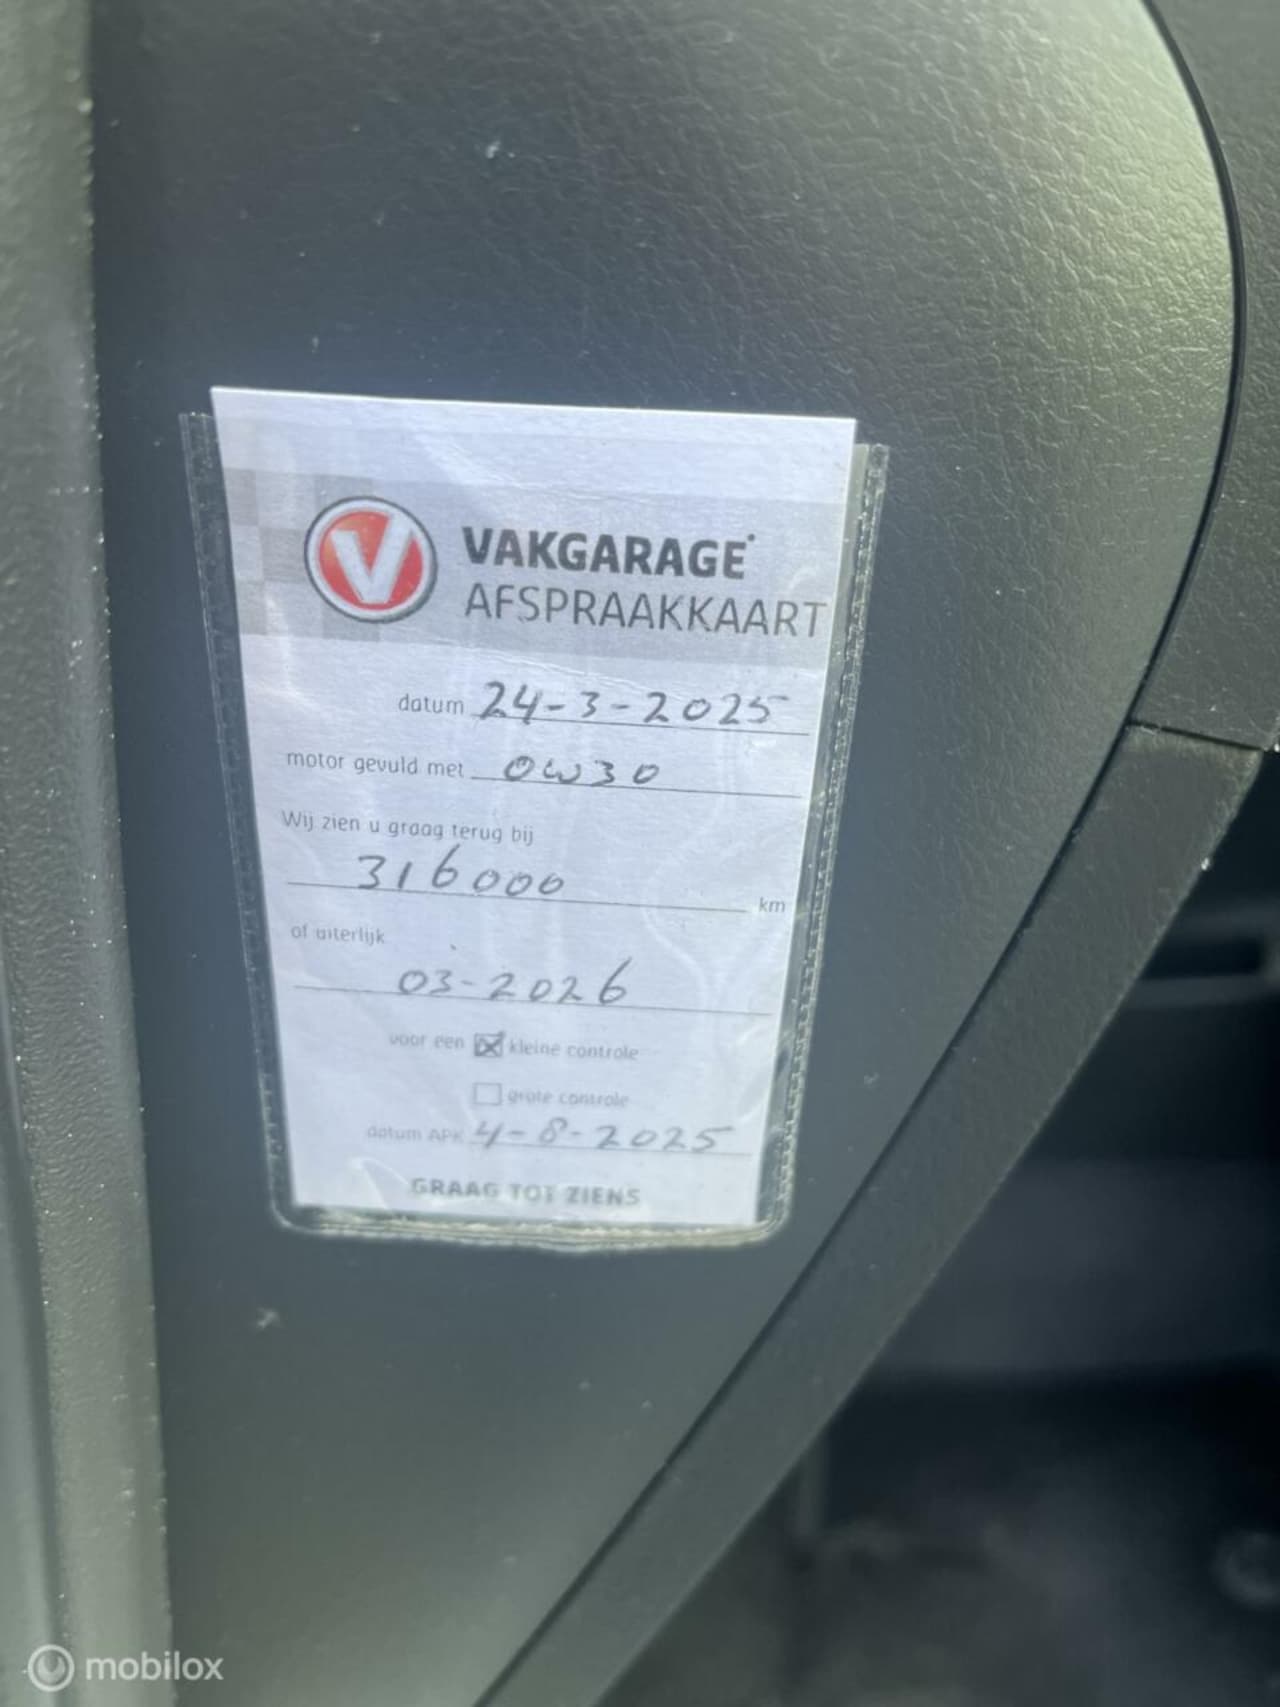 V
VAKGARAGE
AFSPRAAKKAART
datum 24-3-2025
motor gevuld met 0W30
Wij zien u graag terug bij
316000 km
of uiterlijk
03-2026
voor een kleine controle
grote controle
datum APK 4-8-2025
GRAAG TOT ZIENS
mobilox